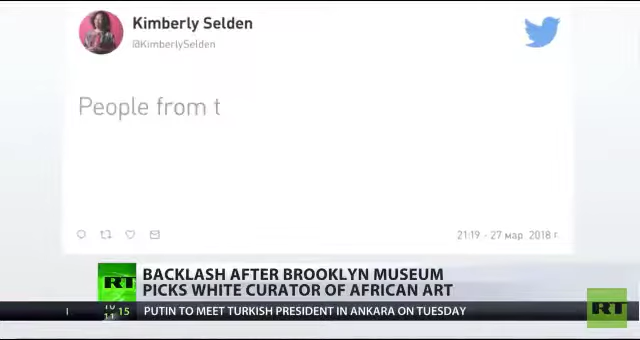 Kimberly Selden
@KimberlySelden
People from t
21:19 - 27 мар. 2018 г.
RT
BACKLASH AFTER BROOKLYN MUSEUM
PICKS WHITE CURATOR OF AFRICAN ART
15
PUTIN TO MEET TURKISH PRESIDENT IN ANKARA ON TUESDAY
RT